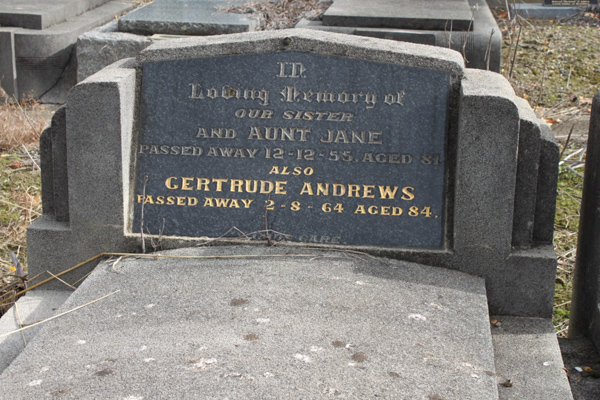 In
Loving Memory of
OUR SISTER
AND AUNT JANE
PASSED AWAY 12-12-55. AGED 81
ALSO
GERTRUDE ANDREWS
PASSED AWAY 2-8-64 AGED 84.